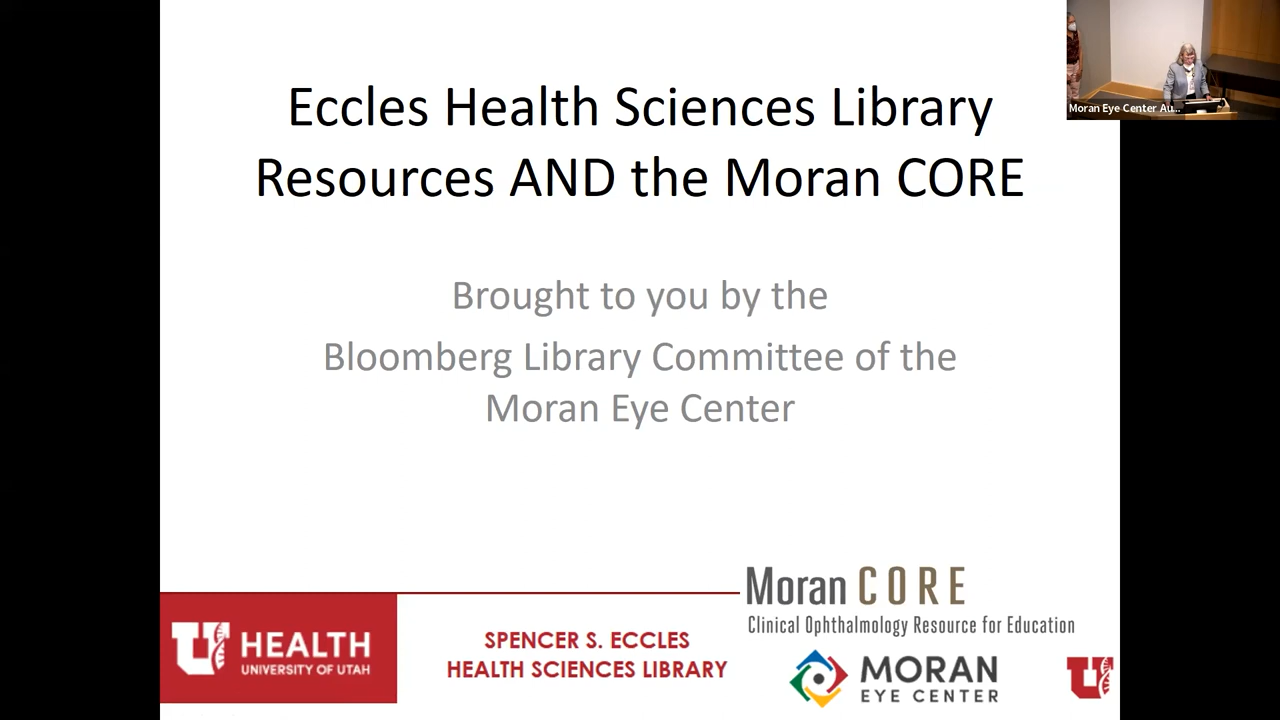 Eccles Health Sciences Library
Resources AND the Moran CORE
Brought to you by the
Bloomberg Library Committee of the
Moran Eye Center
Moran Eye Center Au...
Moran CORE
Clinical Ophthalmology Resource for Education
U HEALTH
UNIVERSITY OF UTAH
SPENCER S. ECCLES
HEALTH SCIENCES LIBRARY
MORAN
EYE CENTER
U